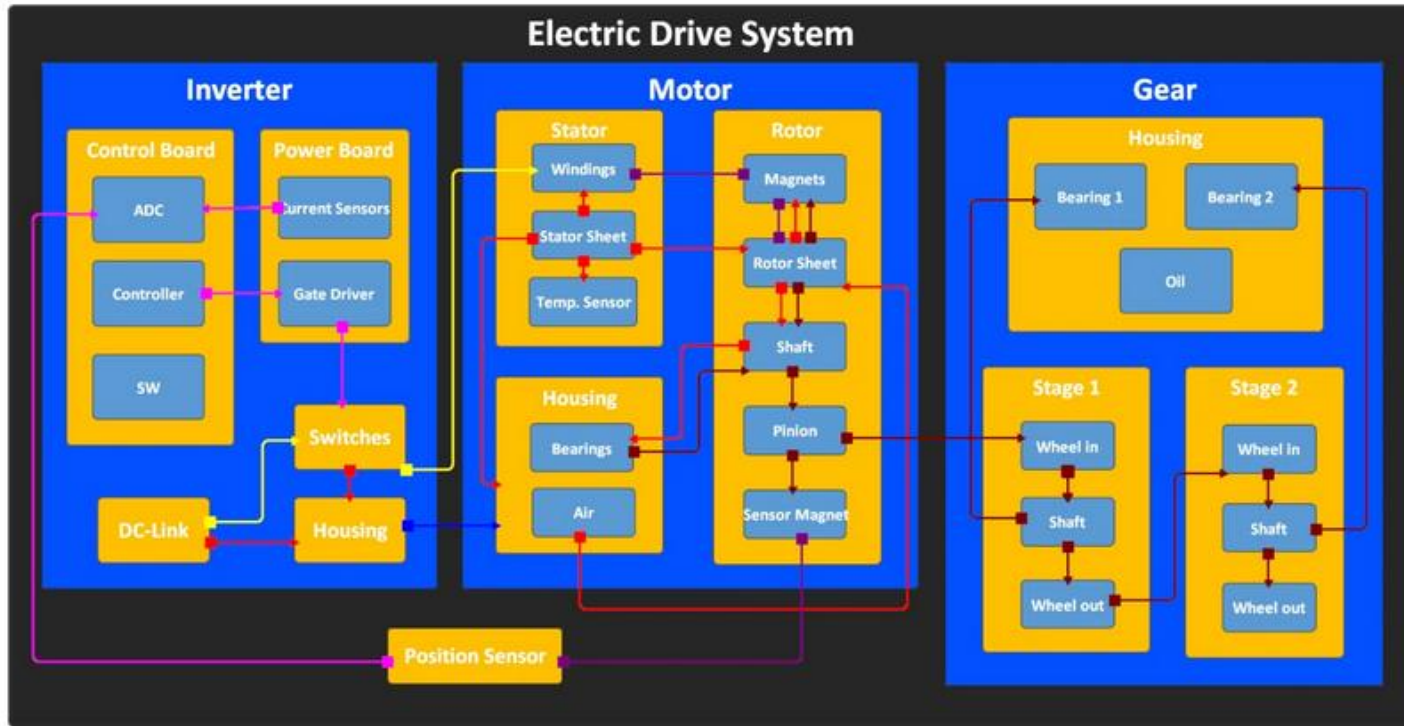 Electric Drive System
Inverter
Control Board
ADC
Controller
SW
Power Board
Current Sensors
Gate Driver
Switches
DC-Link
Housing
Motor
Stator
Windings
Stator Sheet
Temp. Sensor
Housing
Bearings
Air
Rotor
Magnets
Rotor Sheet
Shaft
Pinion
Sensor Magnet
Gear
Housing
Bearing 1
Bearing 2
Oil
Stage 1
Wheel in
Shaft
Wheel out
Stage 2
Wheel in
Shaft
Wheel out
Position Sensor